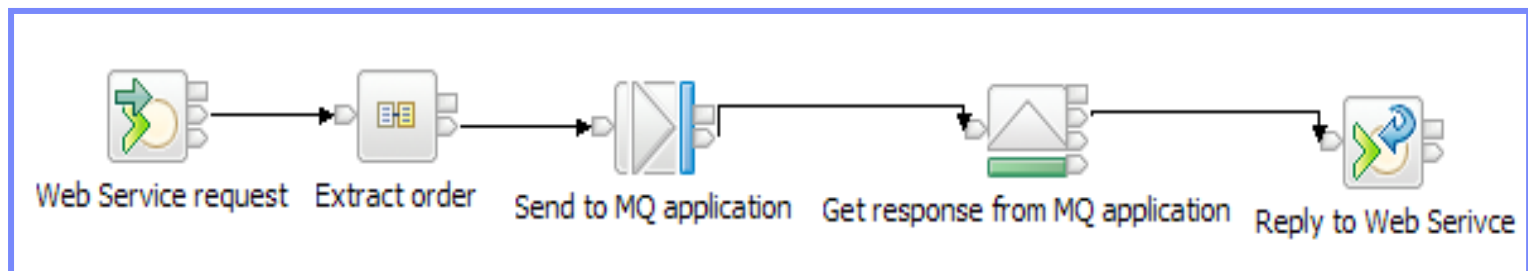 Web Service request
Extract order
Send to MQ application
Get response from MQ application
Reply to Web Serivce